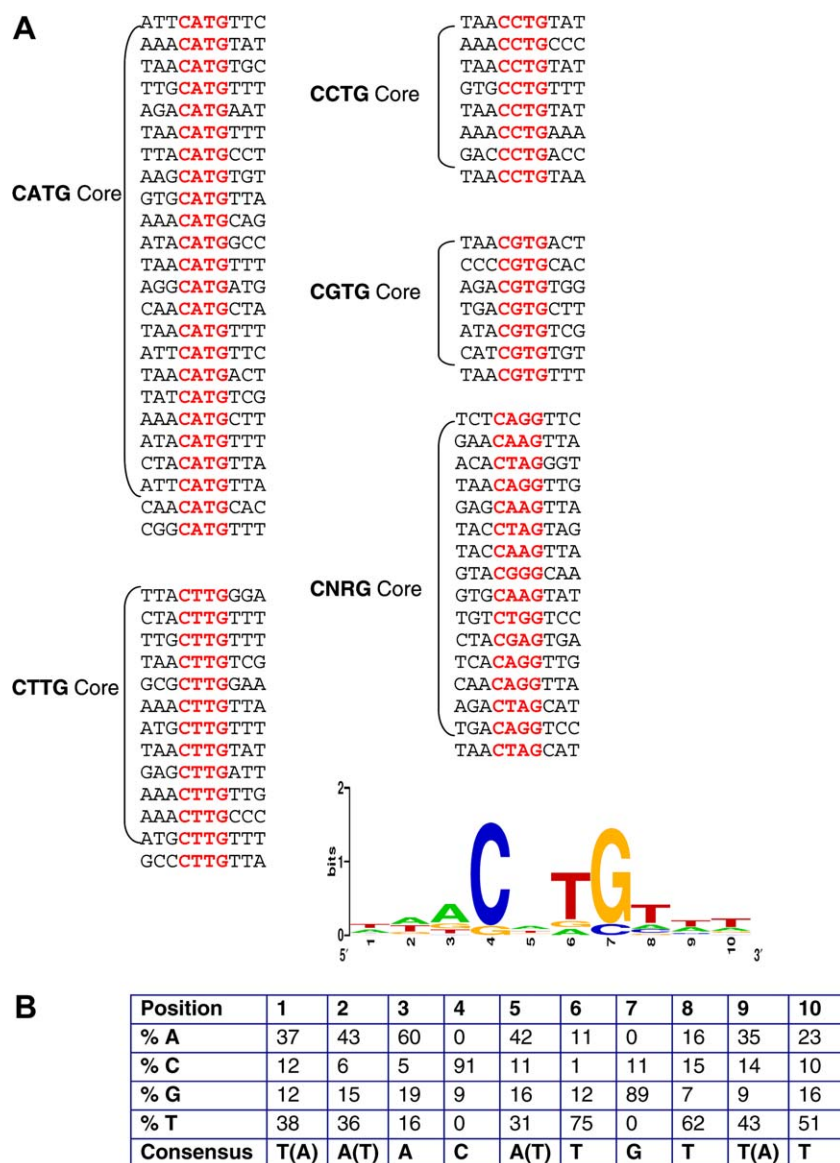 A
ATTCATGTTC
AAACATGTAT
TAACATGTGC
TTGCATGTTT
AGACATGAAT
TAACATGTTT
TTACATGCCT
AAGCATGTGT
CATG Core
GTGCATGTTA
AAACATGCAG
ATACATGGCC
TAACATGTTT
AGGCATGATG
CAACATGCTA
TAACATGTTT
ATTCATGTTC
TAACATGACT
TATCATGTCG
AAACATGCTT
ATACATGTTT
CTACATGTTA
ATTCATGTTA
CAACATGCAC
CGGCATGTTT
TTACTTGGGA
CTACTTGTTT
TTGCTTGTTT
TAACTTGTCG
CTTG Core
GCGCTTGGAA
AAACTTGTTA
ATGCTTGTTT
TAACTTGTAT
GAGCTTGATT
AAACTTGTTG
AAACTTGCCC
ATGCTTGTTT
GCCCTTGTTA
TAACCTGTAT
AAACCTGCCC
TAACCTGTAT
CCTG Core
GTGCCTGTTT
TAACCTGTAT
AAACCTGAAA
GACCCTGACC
TAACCTGTAA
TAACGTGACT
CCCCGTGCAC
AGACGTGTGG
CGTG Core
TGACGTGCTT
ATACGTGTCG
CATCGTGTGT
TAACGTGTTT
TCTCAGGTTC
GAACAAGTTA
ACACTAGGGT
TAACAGGTTG
GAGCAAGTTA
TACCTAGTAG
TACCAAGTTA
GTACGGGCAA
CNRG Core
GTGCAAGTAT
TGTCTGGTCC
CTACGAGTGA
TCACAGGTTG
CAACAGGTTA
AGACTAGCAT
TGACAGGTCC
TAACTAGCAT
2
bits
1
0
1 2 3 4 5 6 7 8 9 10
5′ 3′
B
Position 1 2 3 4 5 6 7 8 9 10
% A 37 43 60 0 42 11 0 16 35 23
% C 12 6 5 91 11 1 11 15 14 10
% G 12 15 19 9 16 12 89 7 9 16
% T 38 36 16 0 31 75 0 62 43 51
Consensus T(A) A(T) A C A(T) T G T T(A) T